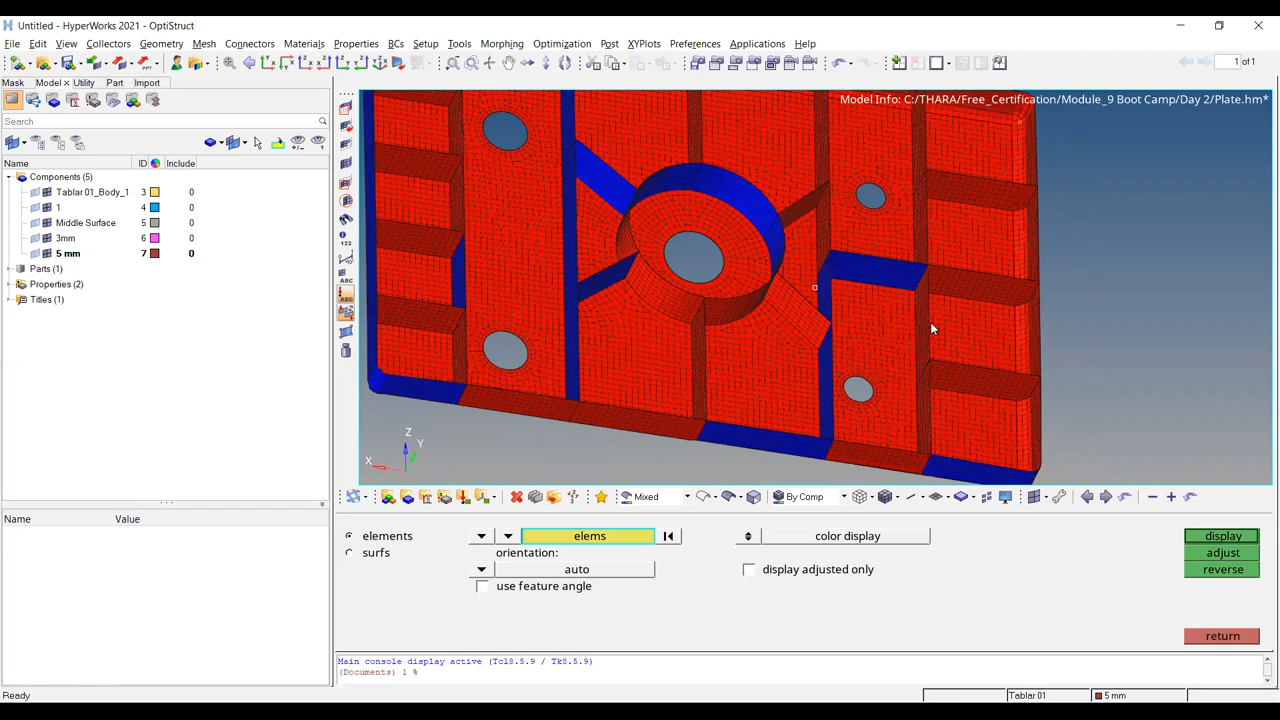 Untitled - HyperWorks 2021 - OptiStruct
File Edit View Collectors Geometry Mesh Connectors Materials Properties BCs Setup Tools Morphing Optimization Post XYPlots Preferences Applications Help
1 of 1
Mask Model Utility Part Import
Model Info: C:/THARA/Free_Certification/Module_9 Boot Camp/Day 2/Plate.hm*
Search
Name ID Include
Components (5)
Tablar 01_Body_1 3 0
1 4 0
Middle Surface 5 0
3mm 6 0
5 mm 7 0
Parts (1)
Properties (2)
Titles (1)
123
ABC
ABC
Z
Y
X
Mixed By Comp
Name Value
elements elems color display display
surfs orientation: adjust
auto display adjusted only reverse
use feature angle
return
Main console display active (Tcl8.5.9 / Tk8.5.9)
(Documents) 1 %
Ready Tablar 01 5 mm